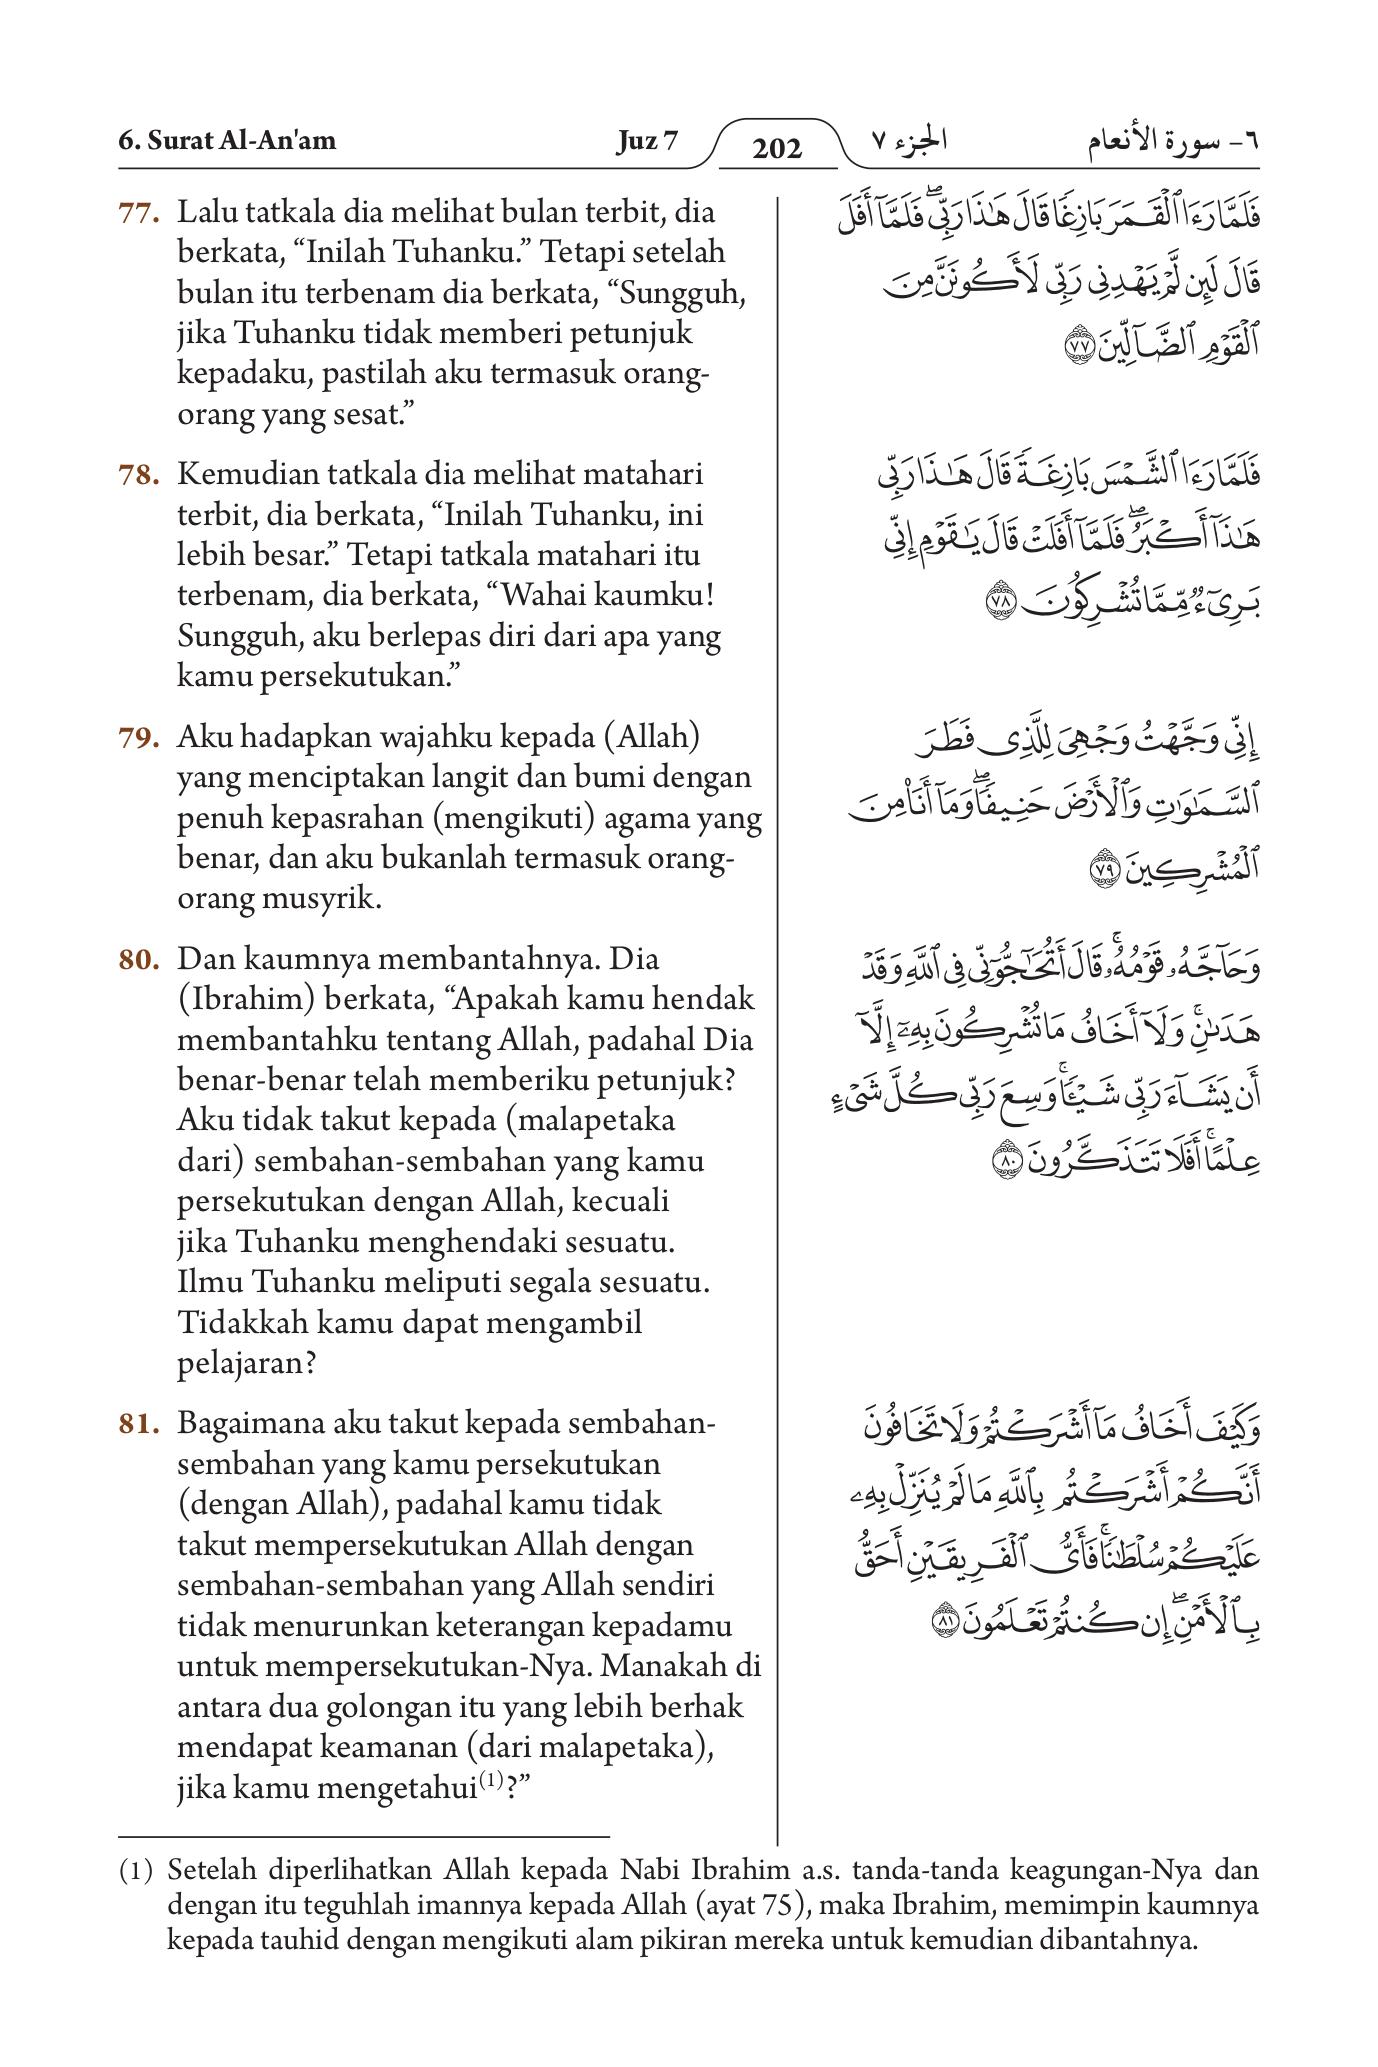 6. Surat Al-An'am
Juz 7
202
الجزء ٧
٦- سورة الأنعام
77. Lalu tatkala dia melihat bulan terbit, dia
berkata, “Inilah Tuhanku.” Tetapi setelah
bulan itu terbenam dia berkata, “Sungguh,
jika Tuhanku tidak memberi petunjuk
kepadaku, pastilah aku termasuk orang-
orang yang sesat.”
78. Kemudian tatkala dia melihat matahari
terbit, dia berkata, “Inilah Tuhanku, ini
lebih besar.” Tetapi tatkala matahari itu
terbenam, dia berkata, “Wahai kaumku!
Sungguh, aku berlepas diri dari apa yang
kamu persekutukan.”
79. Aku hadapkan wajahku kepada (Allah)
yang menciptakan langit dan bumi dengan
penuh kepasrahan (mengikuti) agama yang
benar, dan aku bukanlah termasuk orang-
orang musyrik.
80. Dan kaumnya membantahnya. Dia
(Ibrahim) berkata, “Apakah kamu hendak
membantahku tentang Allah, padahal Dia
benar-benar telah memberiku petunjuk?
Aku tidak takut kepada (malapetaka
dari) sembahan-sembahan yang kamu
persekutukan dengan Allah, kecuali
jika Tuhanku menghendaki sesuatu.
Ilmu Tuhanku meliputi segala sesuatu.
Tidakkah kamu dapat mengambil
pelajaran?
81. Bagaimana aku takut kepada sembahan-
sembahan yang kamu persekutukan
(dengan Allah), padahal kamu tidak
takut mempersekutukan Allah dengan
sembahan-sembahan yang Allah sendiri
tidak menurunkan keterangan kepadamu
untuk mempersekutukan-Nya. Manakah di
antara dua golongan itu yang lebih berhak
mendapat keamanan (dari malapetaka),
jika kamu mengetahui(1)?”
فَلَمَّا رَءَا ٱلۡقَمَرَ بَازِغٗا قَالَ هَٰذَا رَبِّيۖ فَلَمَّآ أَفَلَ
قَالَ لَئِن لَّمۡ يَهۡدِنِي رَبِّي لَأَكُونَنَّ مِنَ
ٱلۡقَوۡمِ ٱلضَّآلِّينَ ٧٧
فَلَمَّا رَءَا ٱلشَّمۡسَ بَازِغَةٗ قَالَ هَٰذَا رَبِّي
هَٰذَآ أَكۡبَرُۖ فَلَمَّآ أَفَلَتۡ قَالَ يَٰقَوۡمِ إِنِّي
بَرِيٓءٞ مِّمَّا تُشۡرِكُونَ ٧٨
إِنِّي وَجَّهۡتُ وَجۡهِيَ لِلَّذِي فَطَرَ
ٱلسَّمَٰوَٰتِ وَٱلۡأَرۡضَ حَنِيفٗاۖ وَمَآ أَنَا۠ مِنَ
ٱلۡمُشۡرِكِينَ ٧٩
وَحَآجَّهُۥ قَوۡمُهُۥۚ قَالَ أَتُحَٰٓجُّوٓنِّي فِي ٱللَّهِ وَقَدۡ
هَدَىٰنِۚ وَلَآ أَخَافُ مَا تُشۡرِكُونَ بِهِۦٓ إِلَّآ
أَن يَشَآءَ رَبِّي شَيۡـٔٗاۚ وَسِعَ رَبِّي كُلَّ شَيۡءٍ
عِلۡمًاۚ أَفَلَا تَتَذَكَّرُونَ ٨٠
وَكَيۡفَ أَخَافُ مَآ أَشۡرَكۡتُمۡ وَلَا تَخَافُونَ
أَنَّكُمۡ أَشۡرَكۡتُم بِٱللَّهِ مَا لَمۡ يُنَزِّلۡ بِهِۦ
عَلَيۡكُمۡ سُلۡطَٰنٗاۚ فَأَيُّ ٱلۡفَرِيقَيۡنِ أَحَقُّ
بِٱلۡأَمۡنِۖ إِن كُنتُمۡ تَعۡلَمُونَ ٨١
(1) Setelah diperlihatkan Allah kepada Nabi Ibrahim a.s. tanda-tanda keagungan-Nya dan
dengan itu teguhlah imannya kepada Allah (ayat 75), maka Ibrahim, memimpin kaumnya
kepada tauhid dengan mengikuti alam pikiran mereka untuk kemudian dibantahnya.